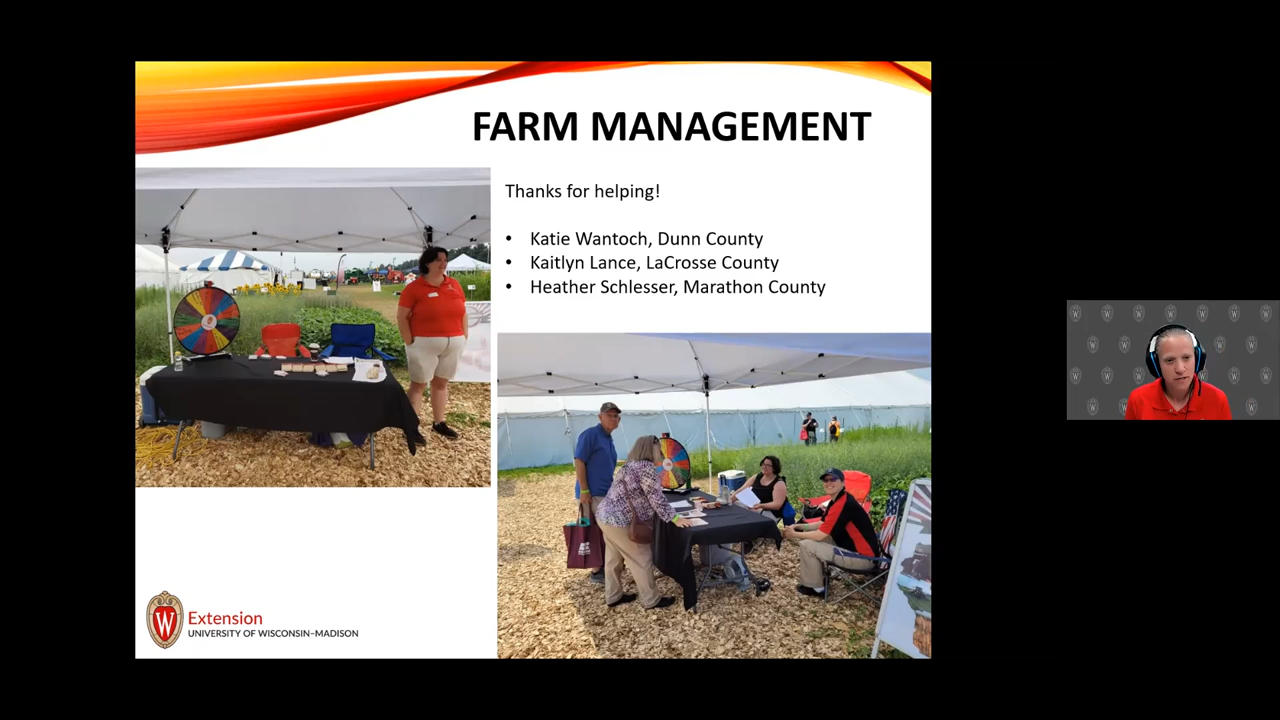 FARM MANAGEMENT
Thanks for helping!
• Katie Wantoch, Dunn County
• Kaitlyn Lance, LaCrosse County
• Heather Schlesser, Marathon County
W
Extension
UNIVERSITY OF WISCONSIN–MADISON